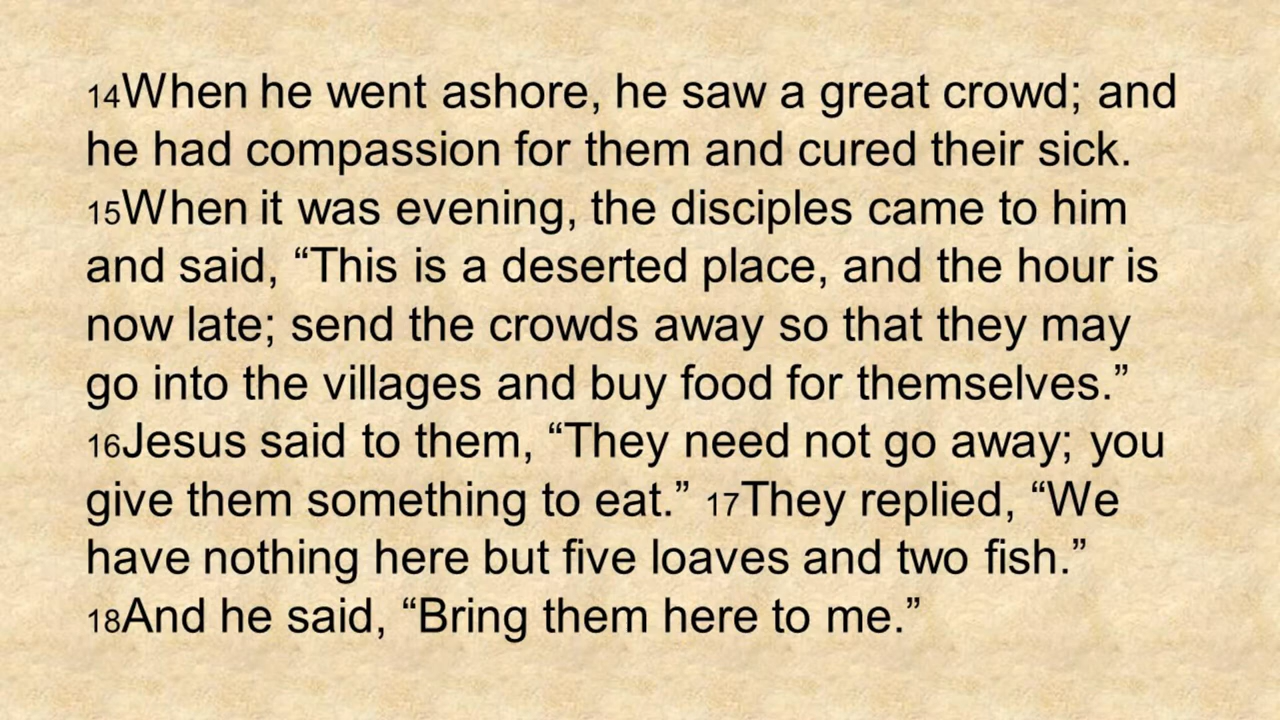 14When he went ashore, he saw a great crowd; and
he had compassion for them and cured their sick.
15When it was evening, the disciples came to him
and said, “This is a deserted place, and the hour is
now late; send the crowds away so that they may
go into the villages and buy food for themselves.”
16Jesus said to them, “They need not go away; you
give them something to eat.” 17They replied, “We
have nothing here but five loaves and two fish.”
18And he said, “Bring them here to me.”